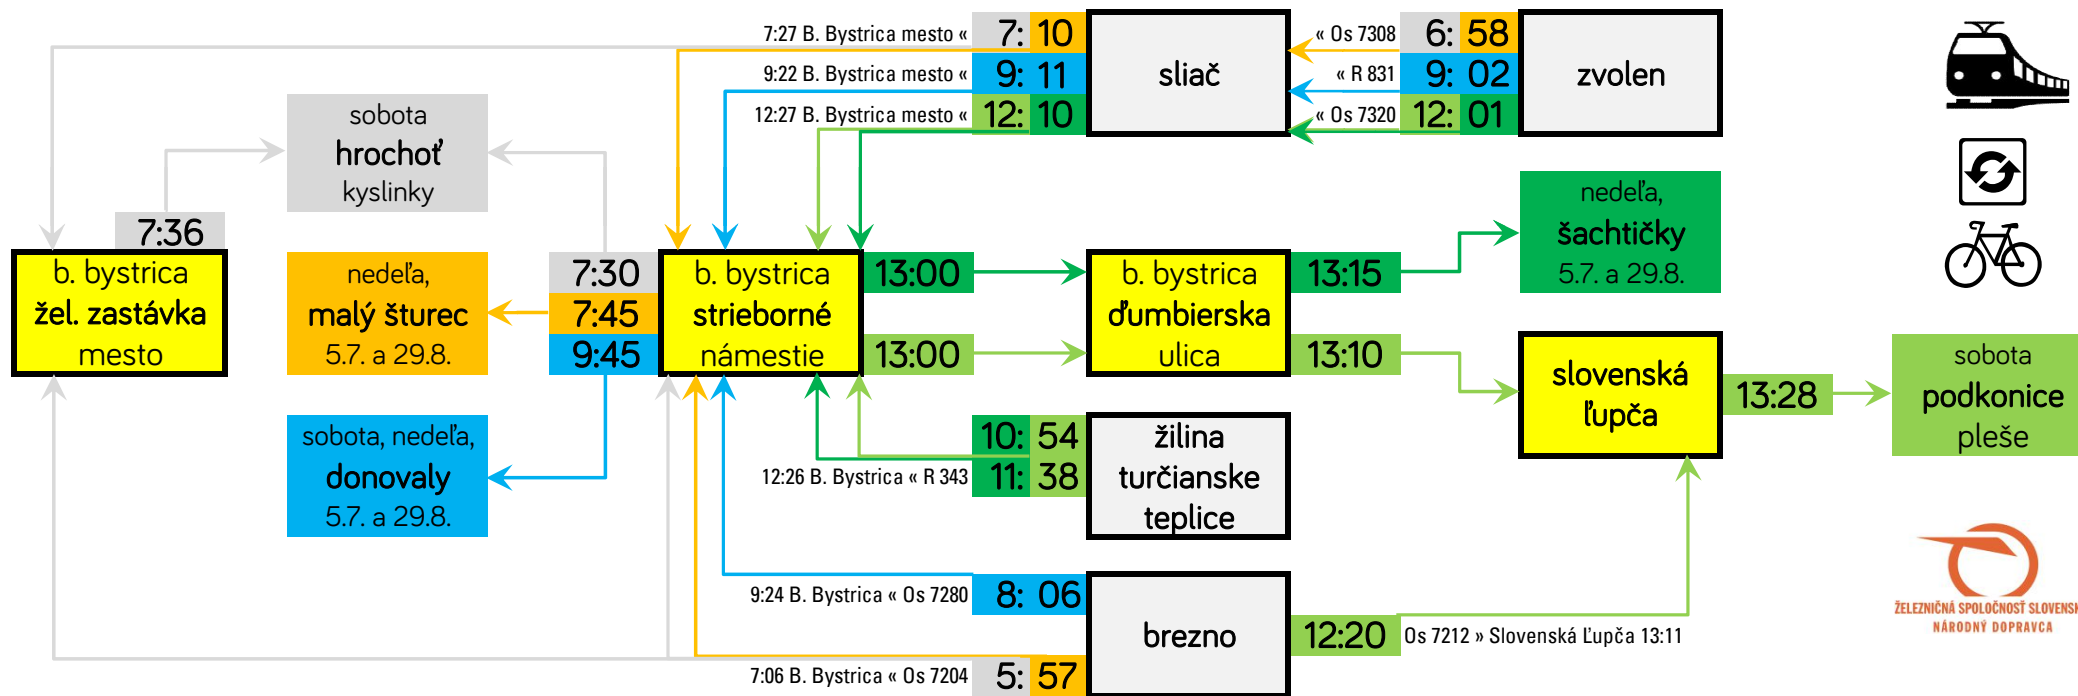 7:27 B. Bystrica mesto «
7: 10
9:22 B. Bystrica mesto «
9: 11
12:27 B. Bystrica mesto «
12: 10
sliač
« Os 7308
6: 58
« R 831
9: 02
« Os 7320
12: 01
zvolen
sobota
hrochoť
kyslinky
7:36
b. bystrica
žel. zastávka
mesto
nedeľa,
malý šturec
5.7. a 29.8.
7:30
7:45
9:45
b. bystrica
strieborné
námestie
13:00
13:00
b. bystrica
ďumbierska
ulica
13:15
13:10
nedeľa,
šachtičky
5.7. a 29.8.
slovenská
ľupča
13:28
sobota
podkonice
pleše
sobota, nedeľa,
donovaly
5.7. a 29.8.
10: 54
11: 38
12:26 B. Bystrica « R 343
žilina
turčianske
teplice
9:24 B. Bystrica « Os 7280
8: 06
brezno
12:20
Os 7212 » Slovenská Ľupča 13:11
7:06 B. Bystrica « Os 7204
5: 57
ŽELEZNIČNÁ SPOLOČNOSŤ SLOVENSK
NÁRODNÝ DOPRAVCA